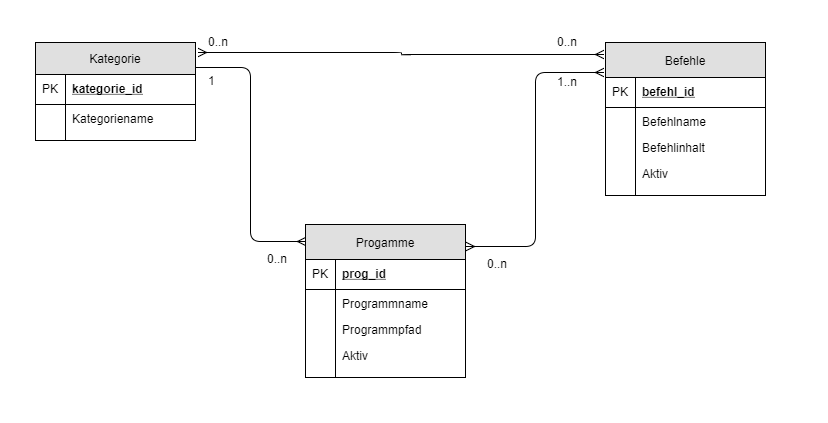 0..n
0..n
Kategorie
1
PK kategorie_id
Kategoriename
Befehle
1..n
PK befehl_id
Befehlname
Befehlinhalt
Aktiv
Progamme
0..n
0..n
PK prog_id
Programmname
Programmpfad
Aktiv